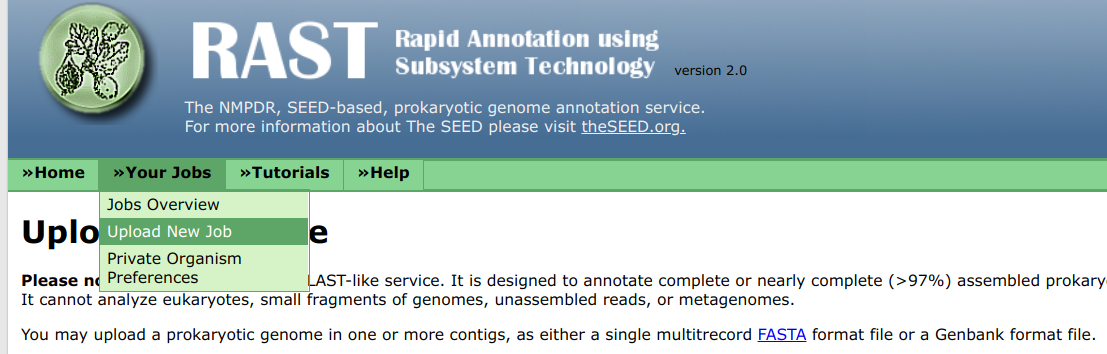 RAST Rapid Annotation using
Subsystem Technology version 2.0
The NMPDR, SEED-based, prokaryotic genome annotation service.
For more information about The SEED please visit theSEED.org.
»Home »Your Jobs »Tutorials »Help
Jobs Overview
Upload New Job
Private Organism
Preferences
Uplo e
Please no LAST-like service. It is designed to annotate complete or nearly complete (>97%) assembled prokary
It cannot analyze eukaryotes, small fragments of genomes, unassembled reads, or metagenomes.
You may upload a prokaryotic genome in one or more contigs, as either a single multitrecord FASTA format file or a Genbank format file.